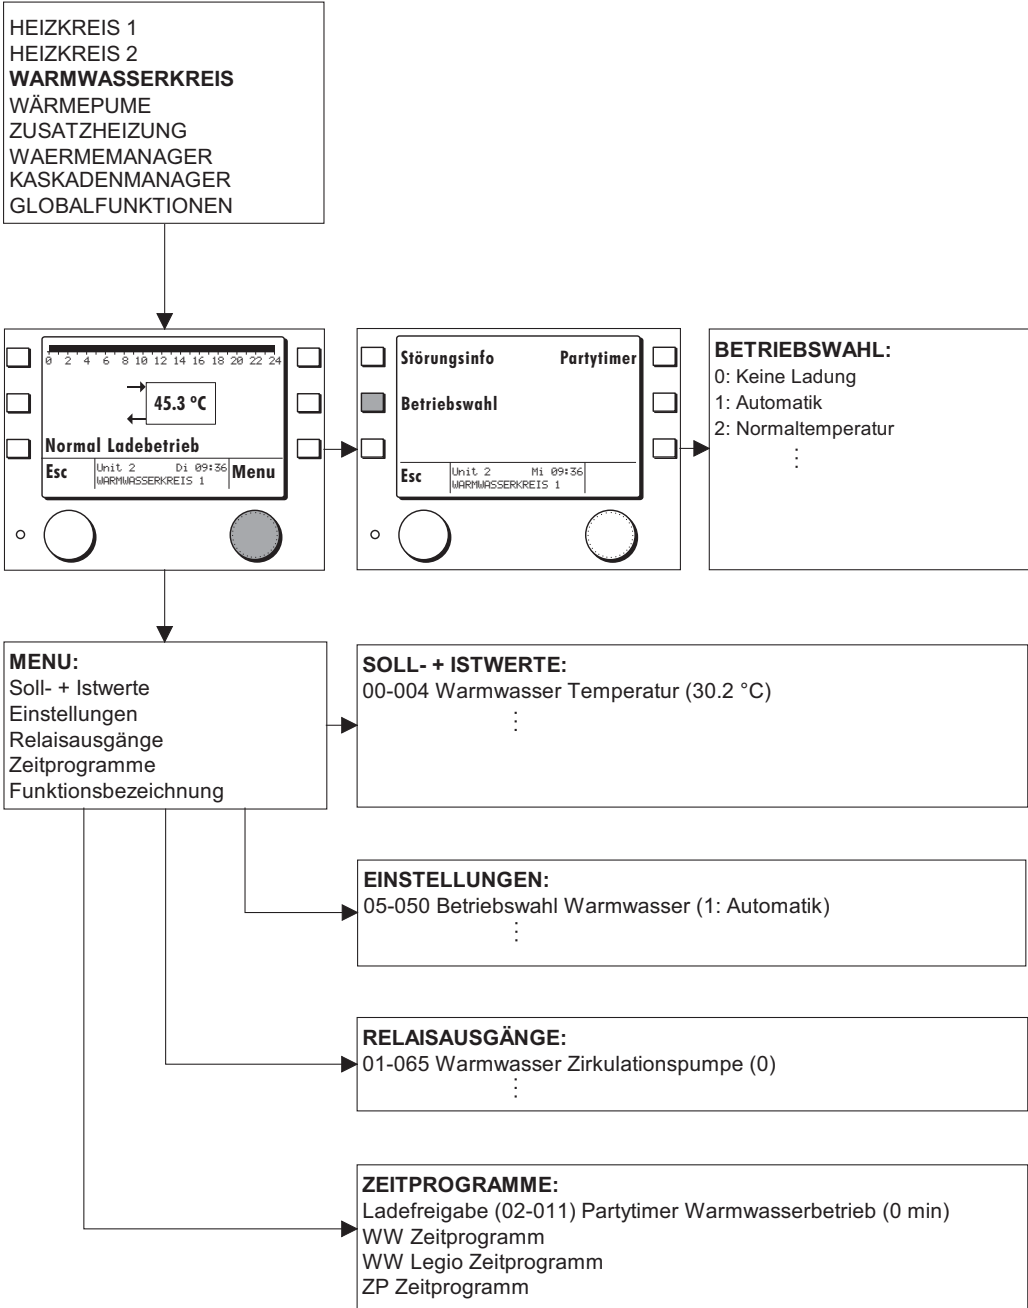 HEIZKREIS 1
HEIZKREIS 2
WARMWASSERKREIS
WÄRMEPUME
ZUSATZHEIZUNG
WAERMEMANAGER
KASKADENMANAGER
GLOBALFUNKTIONEN
0 2 4 6 8 10 12 14 16 18 20 22 24
45.3 ºC
Normal Ladebetrieb
Esc
Unit 2 Di 09:36
WARMWASSERKREIS 1
Menu
Störungsinfo Partytimer
Betriebswahl
Esc
Unit 2 Mi 09:36
WARMWASSERKREIS 1
BETRIEBSWAHL:
0: Keine Ladung
1: Automatik
2: Normaltemperatur
⋮
MENU:
Soll- + Istwerte
Einstellungen
Relaisausgänge
Zeitprogramme
Funktionsbezeichnung
SOLL- + ISTWERTE:
00-004 Warmwasser Temperatur (30.2 °C)
⋮
EINSTELLUNGEN:
05-050 Betriebswahl Warmwasser (1: Automatik)
⋮
RELAISAUSGÄNGE:
01-065 Warmwasser Zirkulationspumpe (0)
⋮
ZEITPROGRAMME:
Ladefreigabe (02-011) Partytimer Warmwasserbetrieb (0 min)
WW Zeitprogramm
WW Legio Zeitprogramm
ZP Zeitprogramm